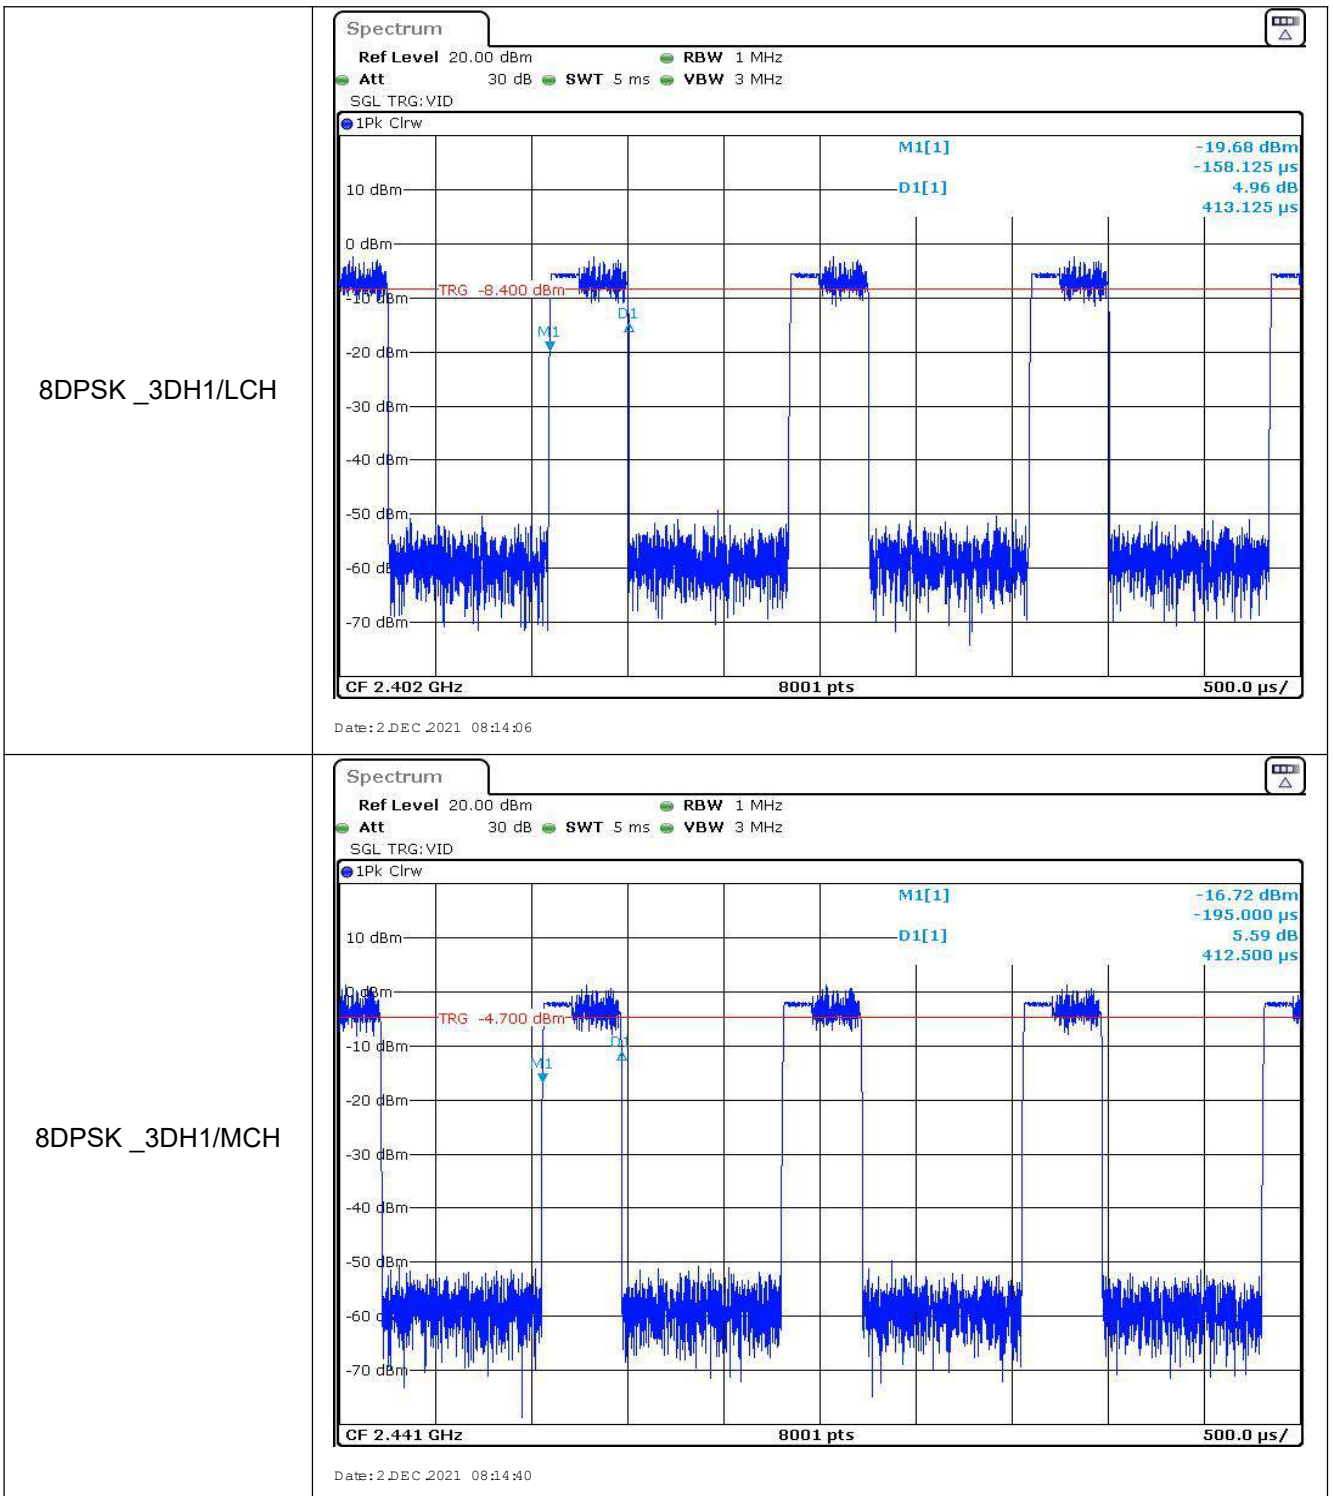 8DPSK _3DH1/LCH
Spectrum
Ref Level 20.00 dBm RBW 1 MHz
Att 30 dB SWT 5 ms VBW 3 MHz
SGL TRG:VID
1Pk Clrw
M1[1] -19.68 dBm
-158.125 µs
10 dBm D1[1] 4.96 dB
413.125 µs
0 dBm
TRG -8.400 dBm
-10 dBm
D1
M1
-20 dBm
-30 dBm
-40 dBm
-50 dBm
-60 dB
-70 dBm
CF 2.402 GHz 8001 pts 500.0 µs/
Date: 2.DEC.2021 08:14:06
8DPSK _3DH1/MCH
Spectrum
Ref Level 20.00 dBm RBW 1 MHz
Att 30 dB SWT 5 ms VBW 3 MHz
SGL TRG:VID
1Pk Clrw
M1[1] -16.72 dBm
-195.000 µs
10 dBm D1[1] 5.59 dB
412.500 µs
0 dBm
TRG -4.700 dBm
-10 dBm
D1
M1
-20 dBm
-30 dBm
-40 dBm
-50 dBm
-60 d
-70 dBm
CF 2.441 GHz 8001 pts 500.0 µs/
Date: 2.DEC.2021 08:14:40